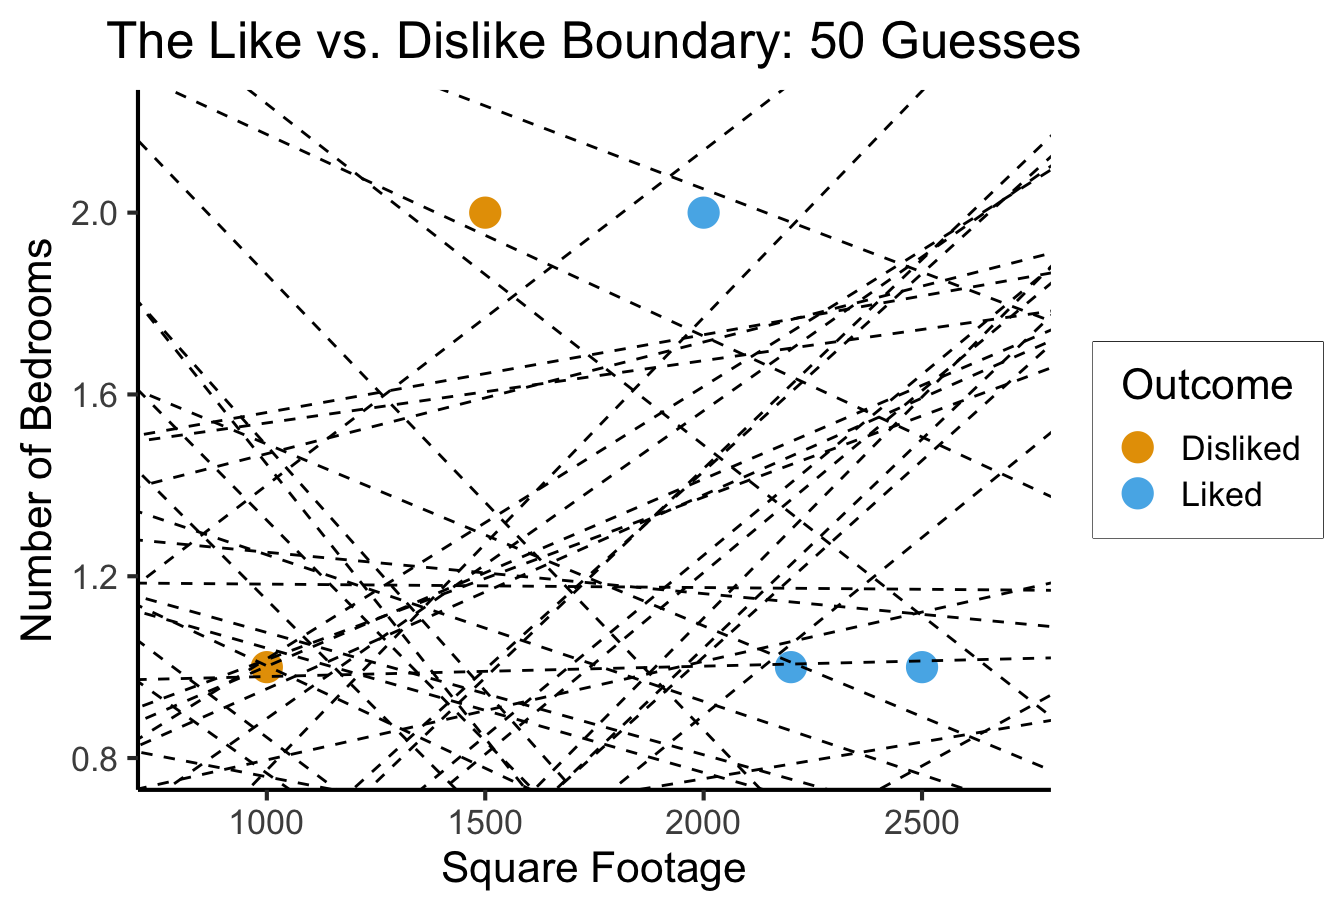 The Like vs. Dislike Boundary: 50 Guesses
Number of Bedrooms
2.0
1.6
1.2
0.8
1000 1500 2000 2500
Square Footage
Outcome
Disliked
Liked